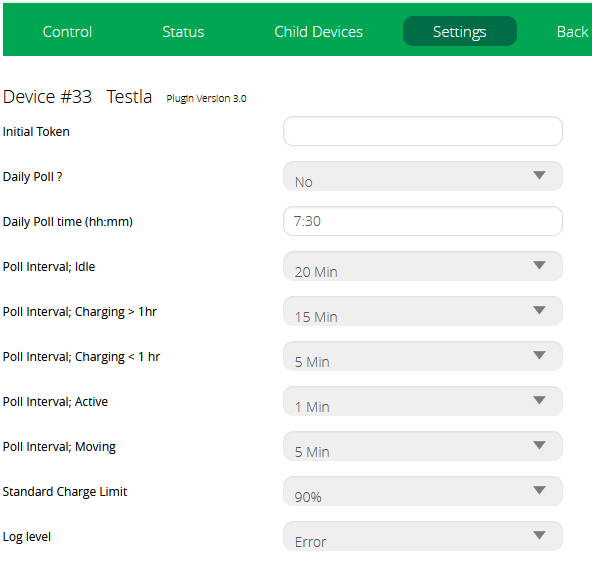 Control Status Child Devices Settings Back
Device #33 Testla Plugin Version 3.0
Initial Token
Daily Poll ? No
Daily Poll time (hh:mm) 7:30
Poll Interval; Idle 20 Min
Poll Interval; Charging > 1hr 15 Min
Poll Interval; Charging < 1 hr 5 Min
Poll Interval; Active 1 Min
Poll Interval; Moving 5 Min
Standard Charge Limit 90%
Log level Error